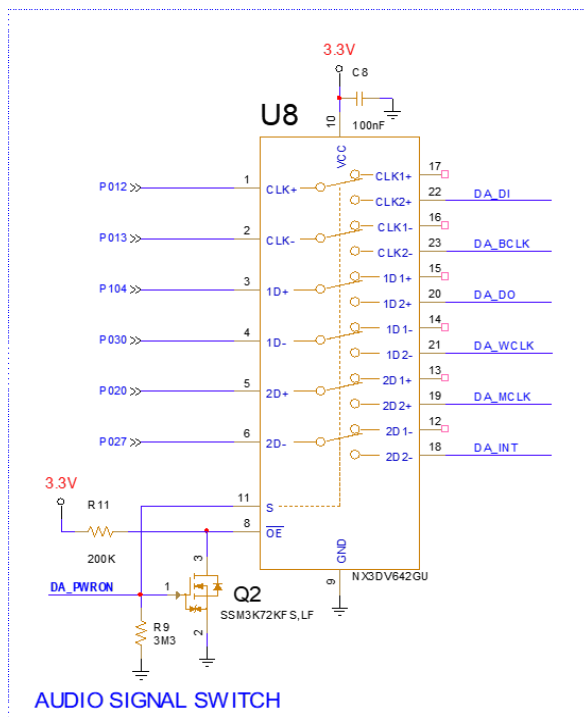 3.3V
C8
U8
10
100nF
VCC
17
CLK1+
P012
1
CLK+
22
CLK2+
DA_DI
16
CLK1-
P013
2
CLK-
23
CLK2-
DA_BCLK
15
1D1+
P104
3
1D+
20
1D2+
DA_DO
14
1D1-
P030
4
1D-
21
1D2-
DA_WCLK
13
2D1+
P020
5
2D+
19
2D2+
DA_MCLK
12
2D1-
P027
6
2D-
18
2D2-
DA_INT
3.3V
11
S
R11
8
OE
200K
GND
9
NX3DV642GU
3
DA_PWRON
1
Q2
SSM3K72KFS,LF
R9
3M3
2
AUDIO SIGNAL SWITCH